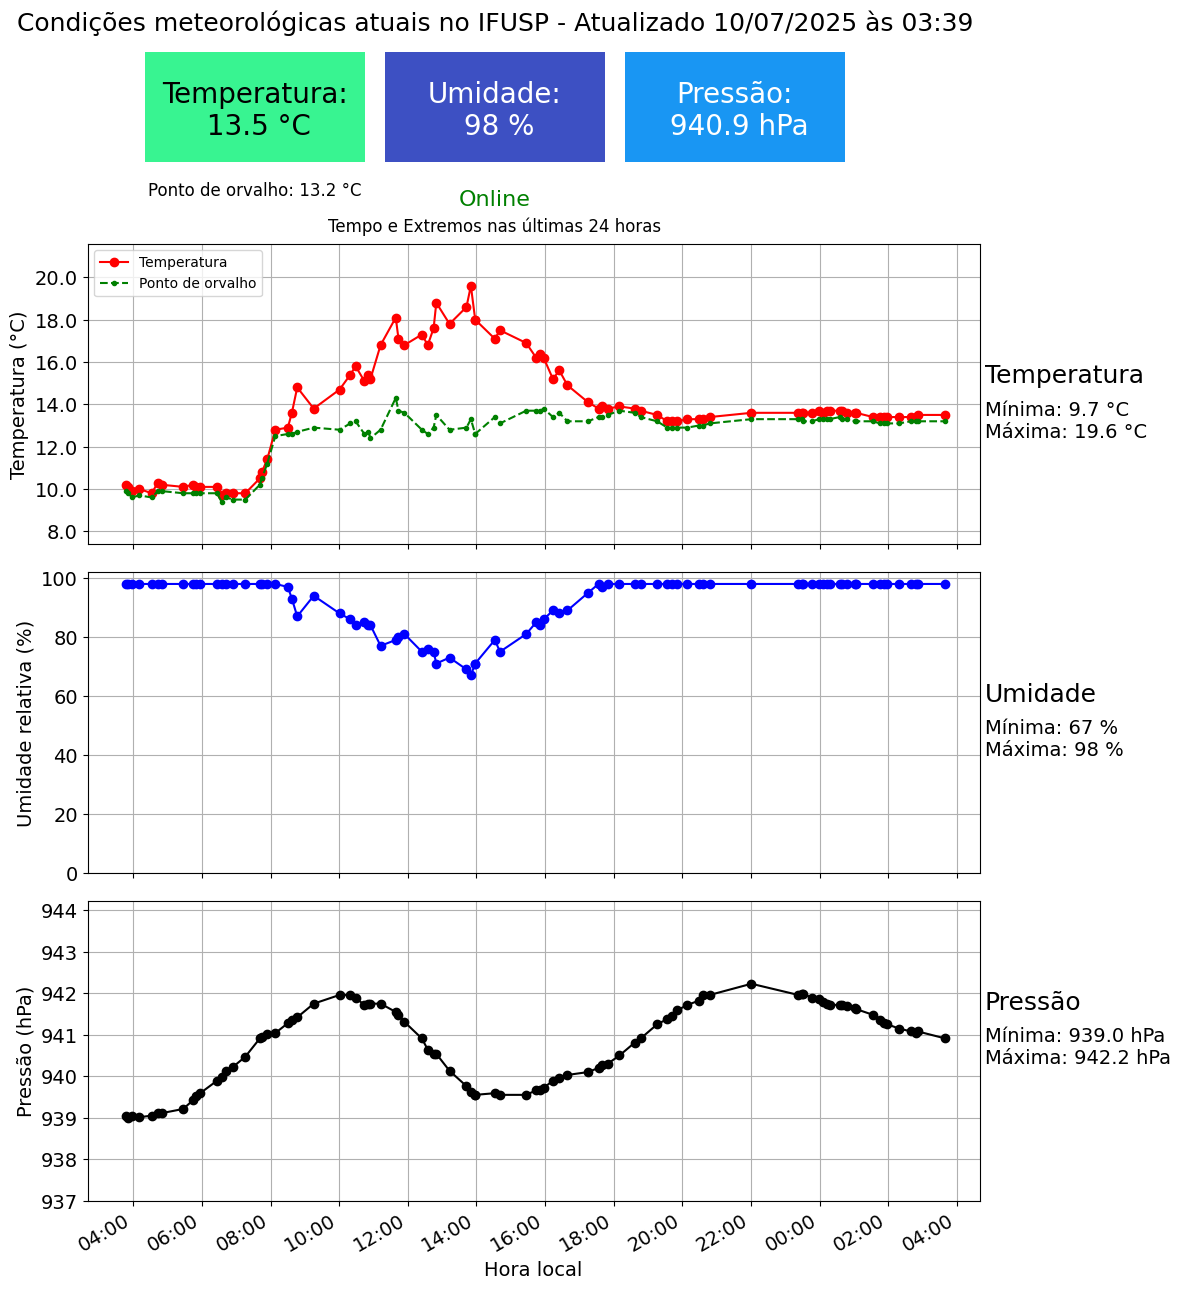 Condições meteorológicas atuais no IFUSP - Atualizado 10/07/2025 às 03:39
Temperatura:
13.5 °C
Umidade:
98 %
Pressão:
940.9 hPa
Ponto de orvalho: 13.2 °C
Online
Tempo e Extremos nas últimas 24 horas
Temperatura
Ponto de orvalho
Temperatura (°C)
20.0
18.0
16.0
14.0
12.0
10.0
8.0
Temperatura
Mínima: 9.7 °C
Máxima: 19.6 °C
Umidade relativa (%)
100
80
60
40
20
0
Umidade
Mínima: 67 %
Máxima: 98 %
Pressão (hPa)
944
943
942
941
940
939
938
937
Pressão
Mínima: 939.0 hPa
Máxima: 942.2 hPa
04:00 06:00 08:00 10:00 12:00 14:00 16:00 18:00 20:00 22:00 00:00 02:00 04:00
Hora local